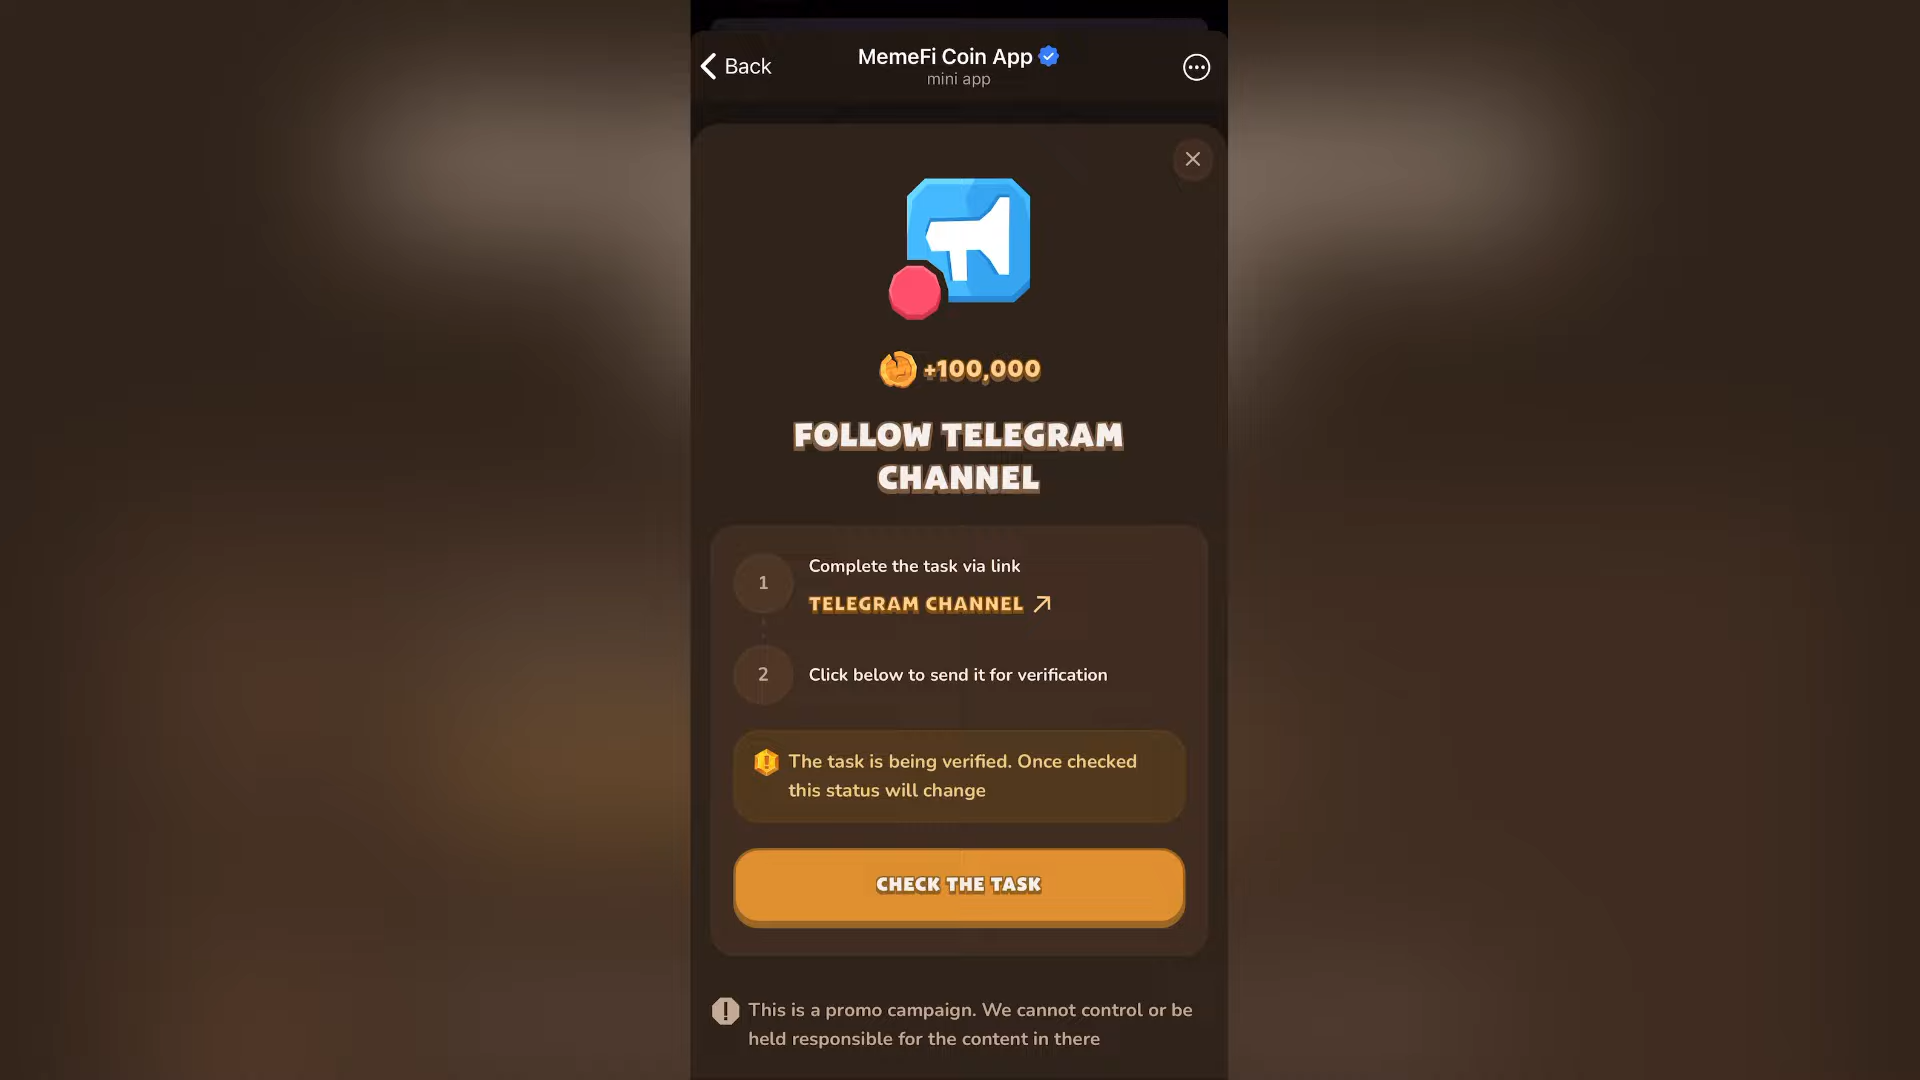 Back
MemeFi Coin App
mini app
+100,000
FOLLOW TELEGRAM
CHANNEL
1
Complete the task via link
TELEGRAM CHANNEL
2
Click below to send it for verification
The task is being verified. Once checked
this status will change
CHECK THE TASK
This is a promo campaign. We cannot control or be
held responsible for the content in there